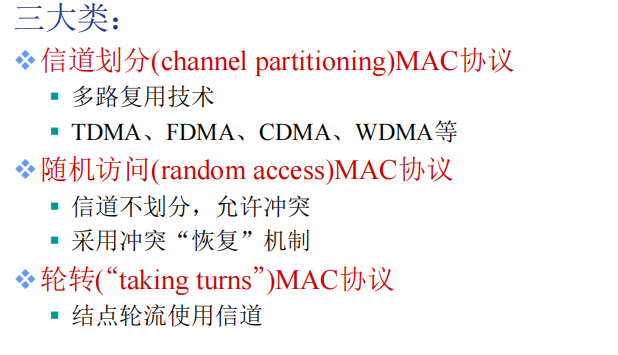 三大类：
信道划分(channel partitioning)MAC协议
多路复用技术
TDMA、FDMA、CDMA、WDMA等
随机访问(random access)MAC协议
信道不划分，允许冲突
采用冲突“恢复”机制
轮转(“taking turns”)MAC协议
结点轮流使用信道